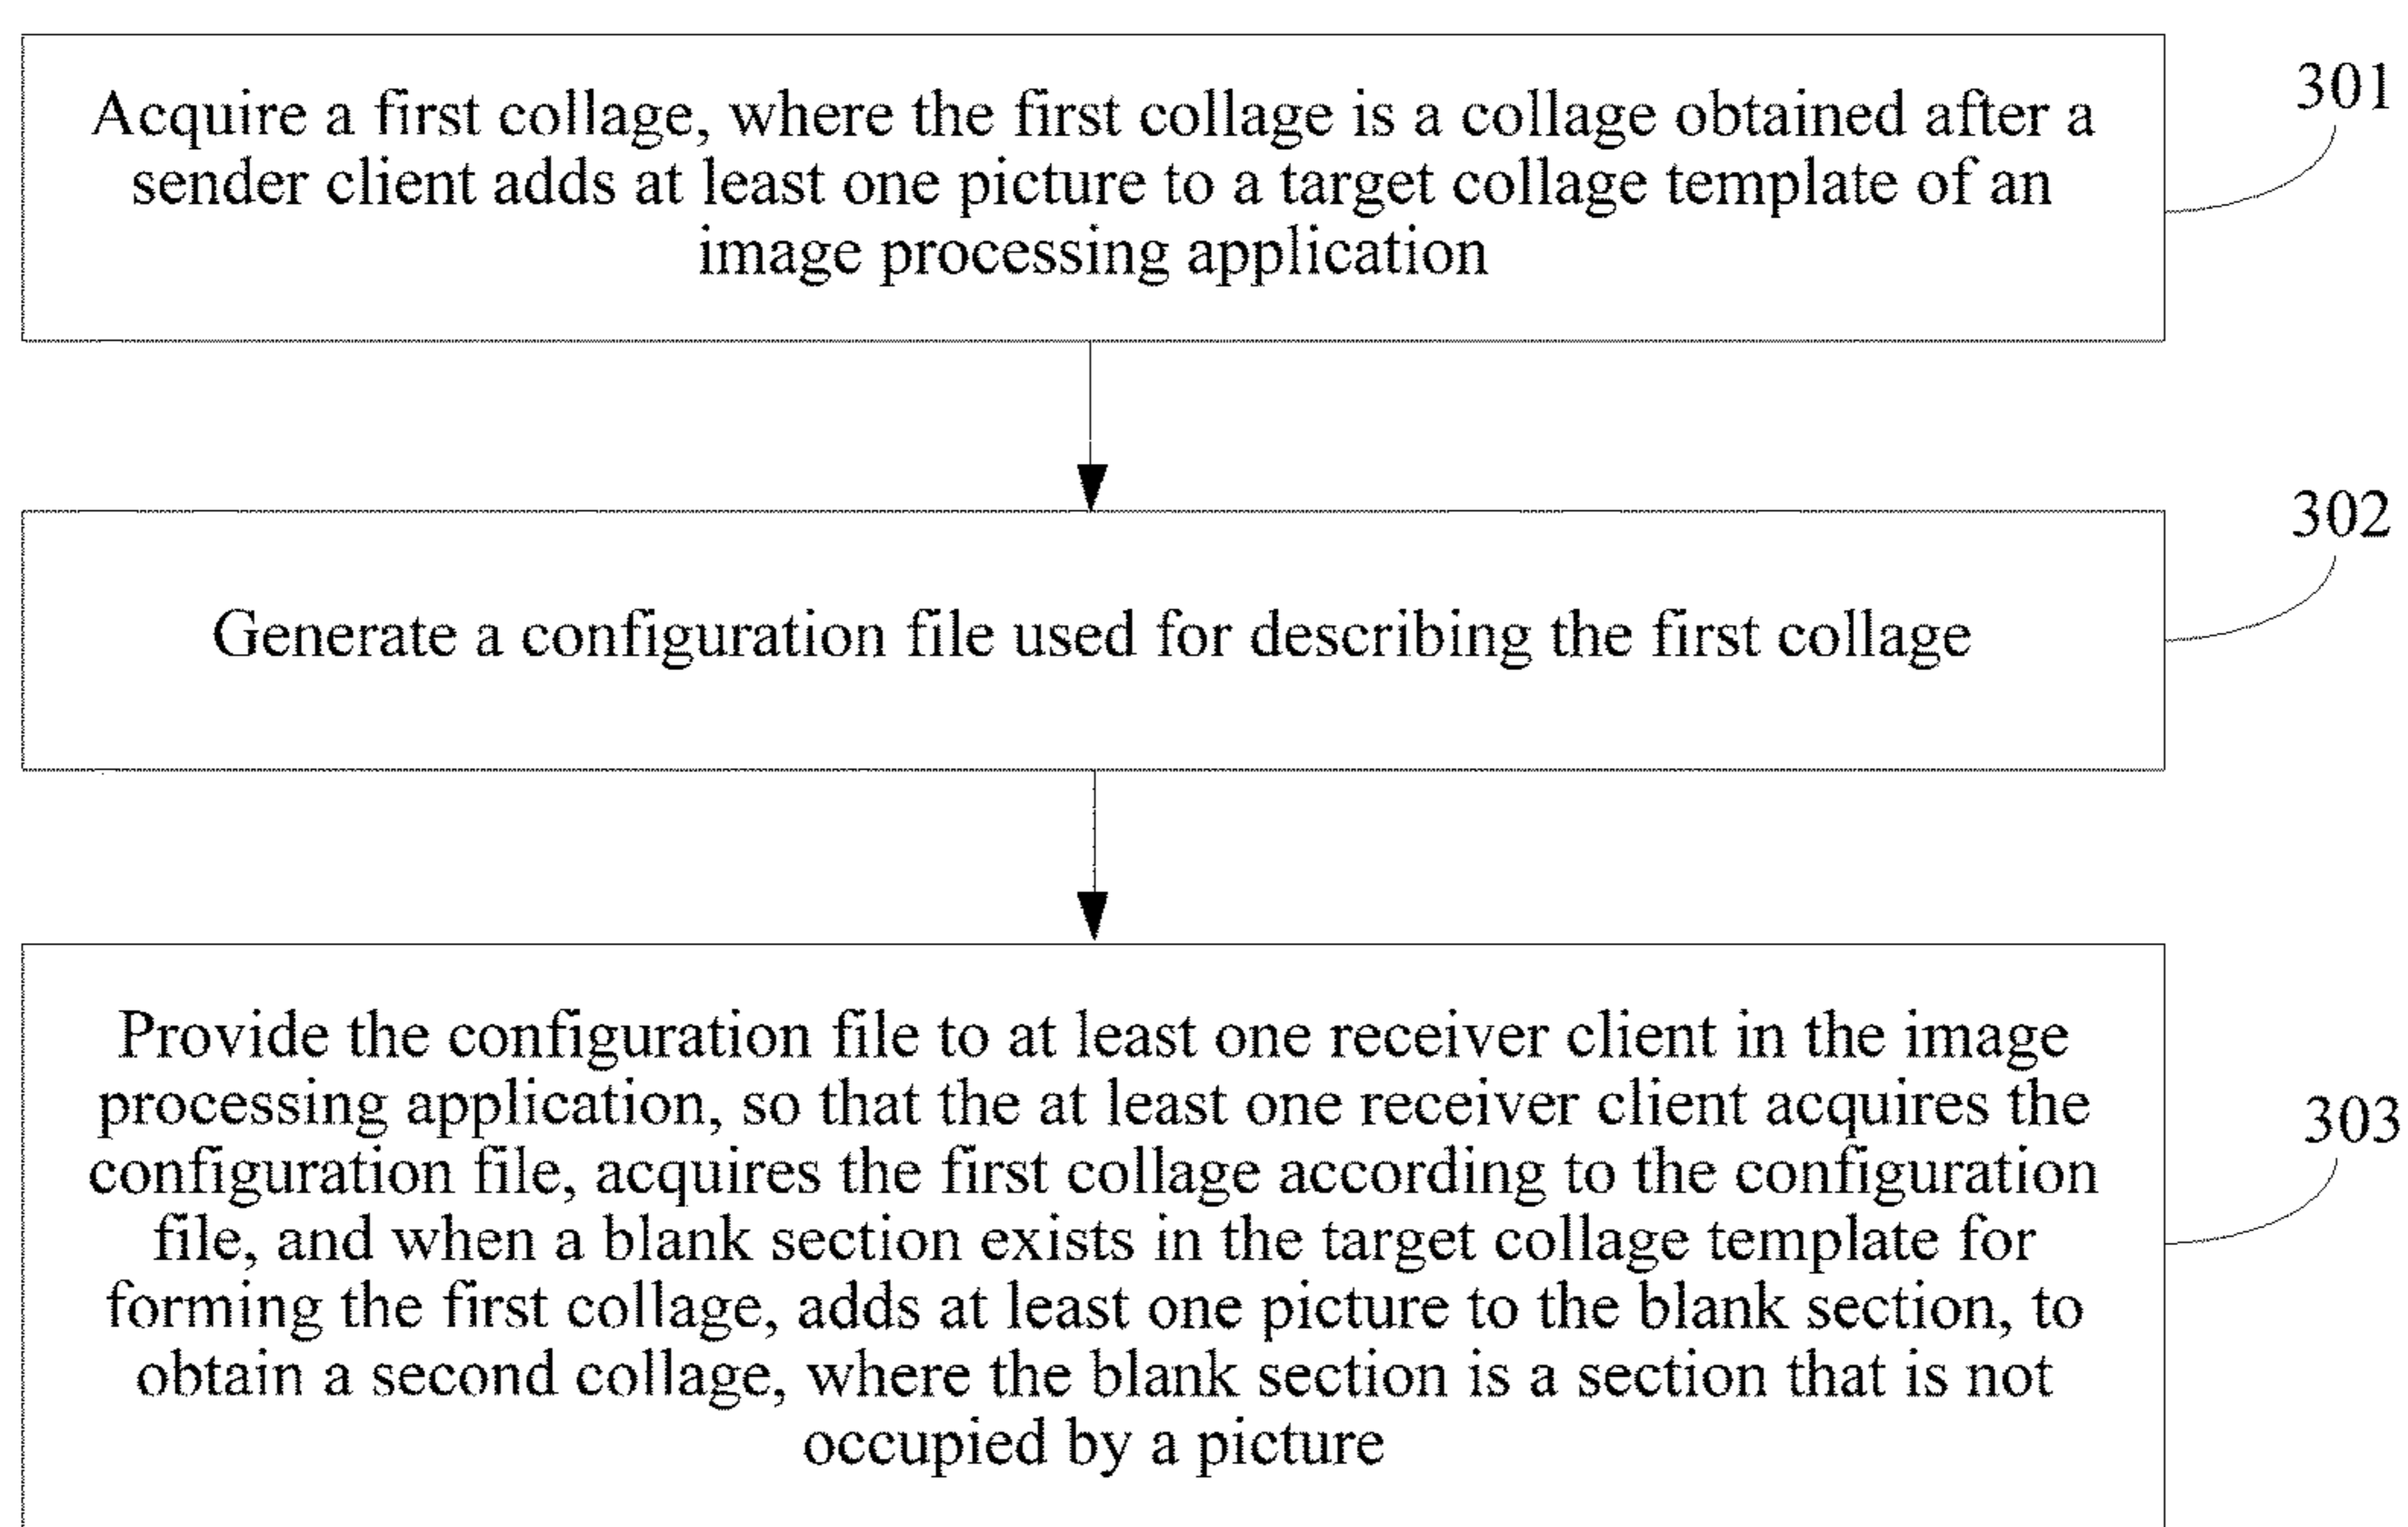 Acquire a first collage, where the first collage is a collage obtained after a
sender client adds at least one picture to a target collage template of an
image processing application
301
Generate a configuration file used for describing the first collage
302
Provide the configuration file to at least one receiver client in the image
processing application, so that the at least one receiver client acquires the
configuration file, acquires the first collage according to the configuration
file, and when a blank section exists in the target collage template for
forming the first collage, adds at least one picture to the blank section, to
obtain a second collage, where the blank section is a section that is not
occupied by a picture
303